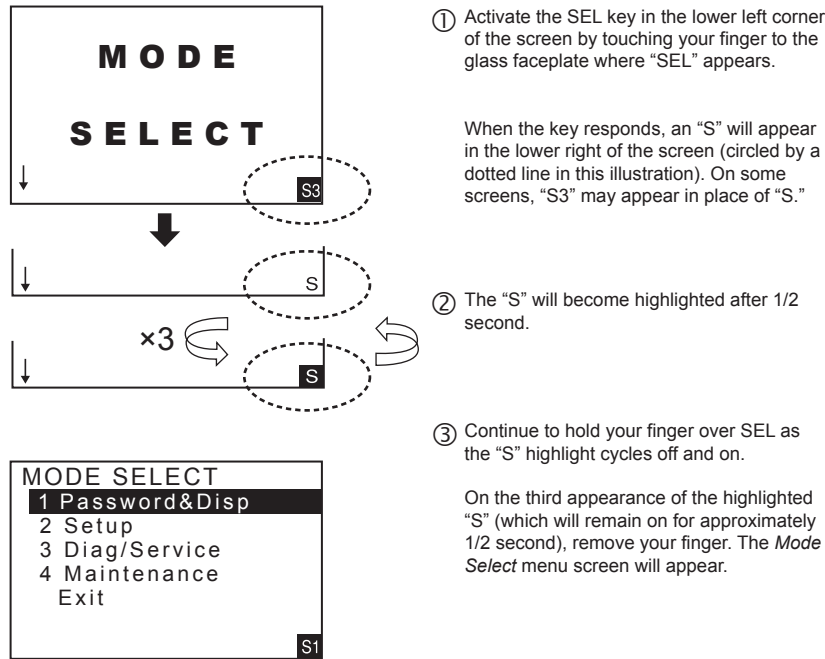 MODE
SELECT
↓
S3
↓
S
×3
↓
S
MODE SELECT
1 Password&Disp
2 Setup
3 Diag/Service
4 Maintenance
Exit
S1
① Activate the SEL key in the lower left corner
of the screen by touching your finger to the
glass faceplate where “SEL” appears.
When the key responds, an “S” will appear
in the lower right of the screen (circled by a
dotted line in this illustration). On some
screens, “S3” may appear in place of “S.”
② The “S” will become highlighted after 1/2
second.
③ Continue to hold your finger over SEL as
the “S” highlight cycles off and on.
On the third appearance of the highlighted
“S” (which will remain on for approximately
1/2 second), remove your finger. The Mode
Select menu screen will appear.